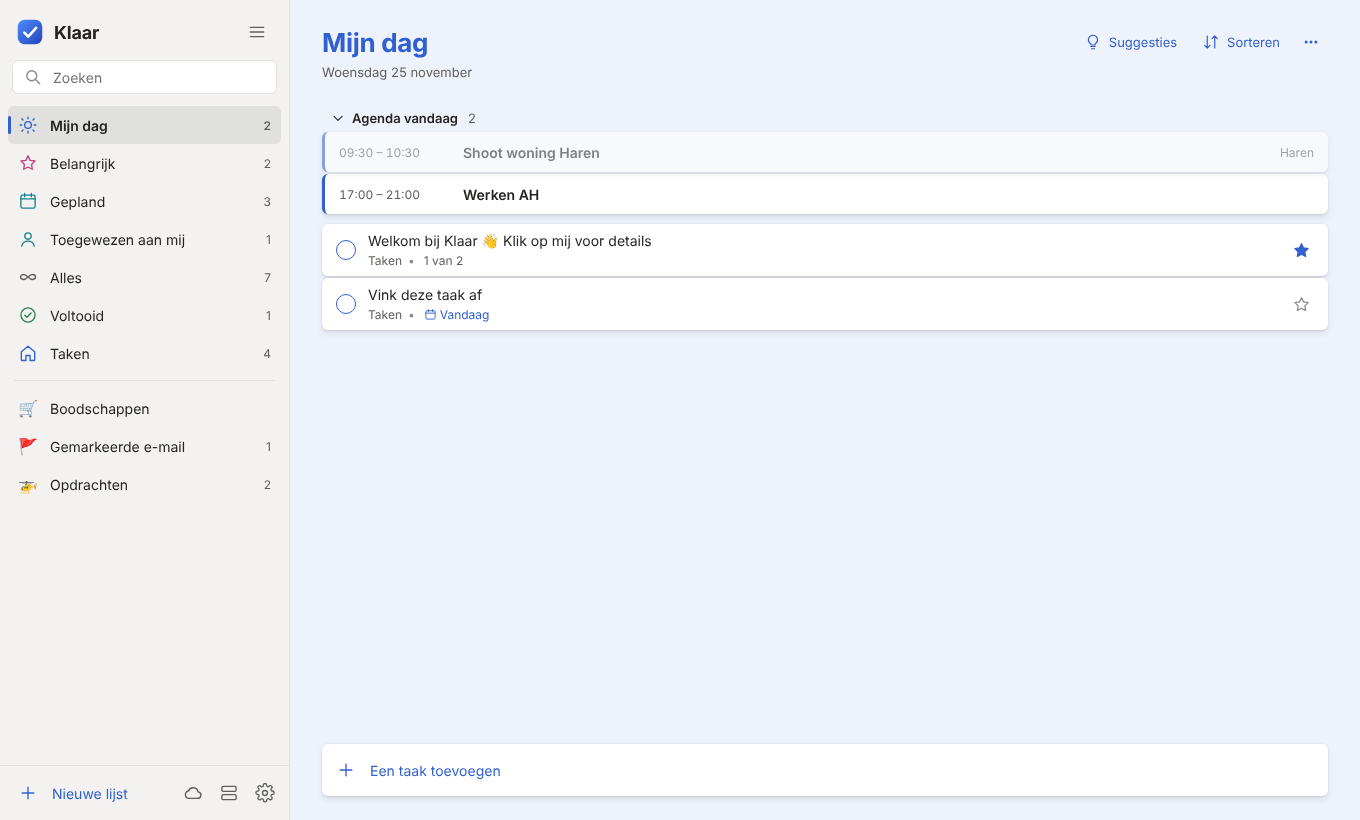 Klaar
Zoeken
Mijn dag 2
Belangrijk 2
Gepland 3
Toegewezen aan mij 1
Alles 7
Voltooid 1
Taken 4
Boodschappen
Gemarkeerde e-mail 1
Opdrachten 2
Nieuwe lijst
Mijn dag
Suggesties Sorteren
Woensdag 25 november
Agenda vandaag 2
09:30 – 10:30 Shoot woning Haren Haren
17:00 – 21:00 Werken AH
Welkom bij Klaar 👋 Klik op mij voor details
Taken • 1 van 2
Vink deze taak af
Taken • Vandaag
Een taak toevoegen